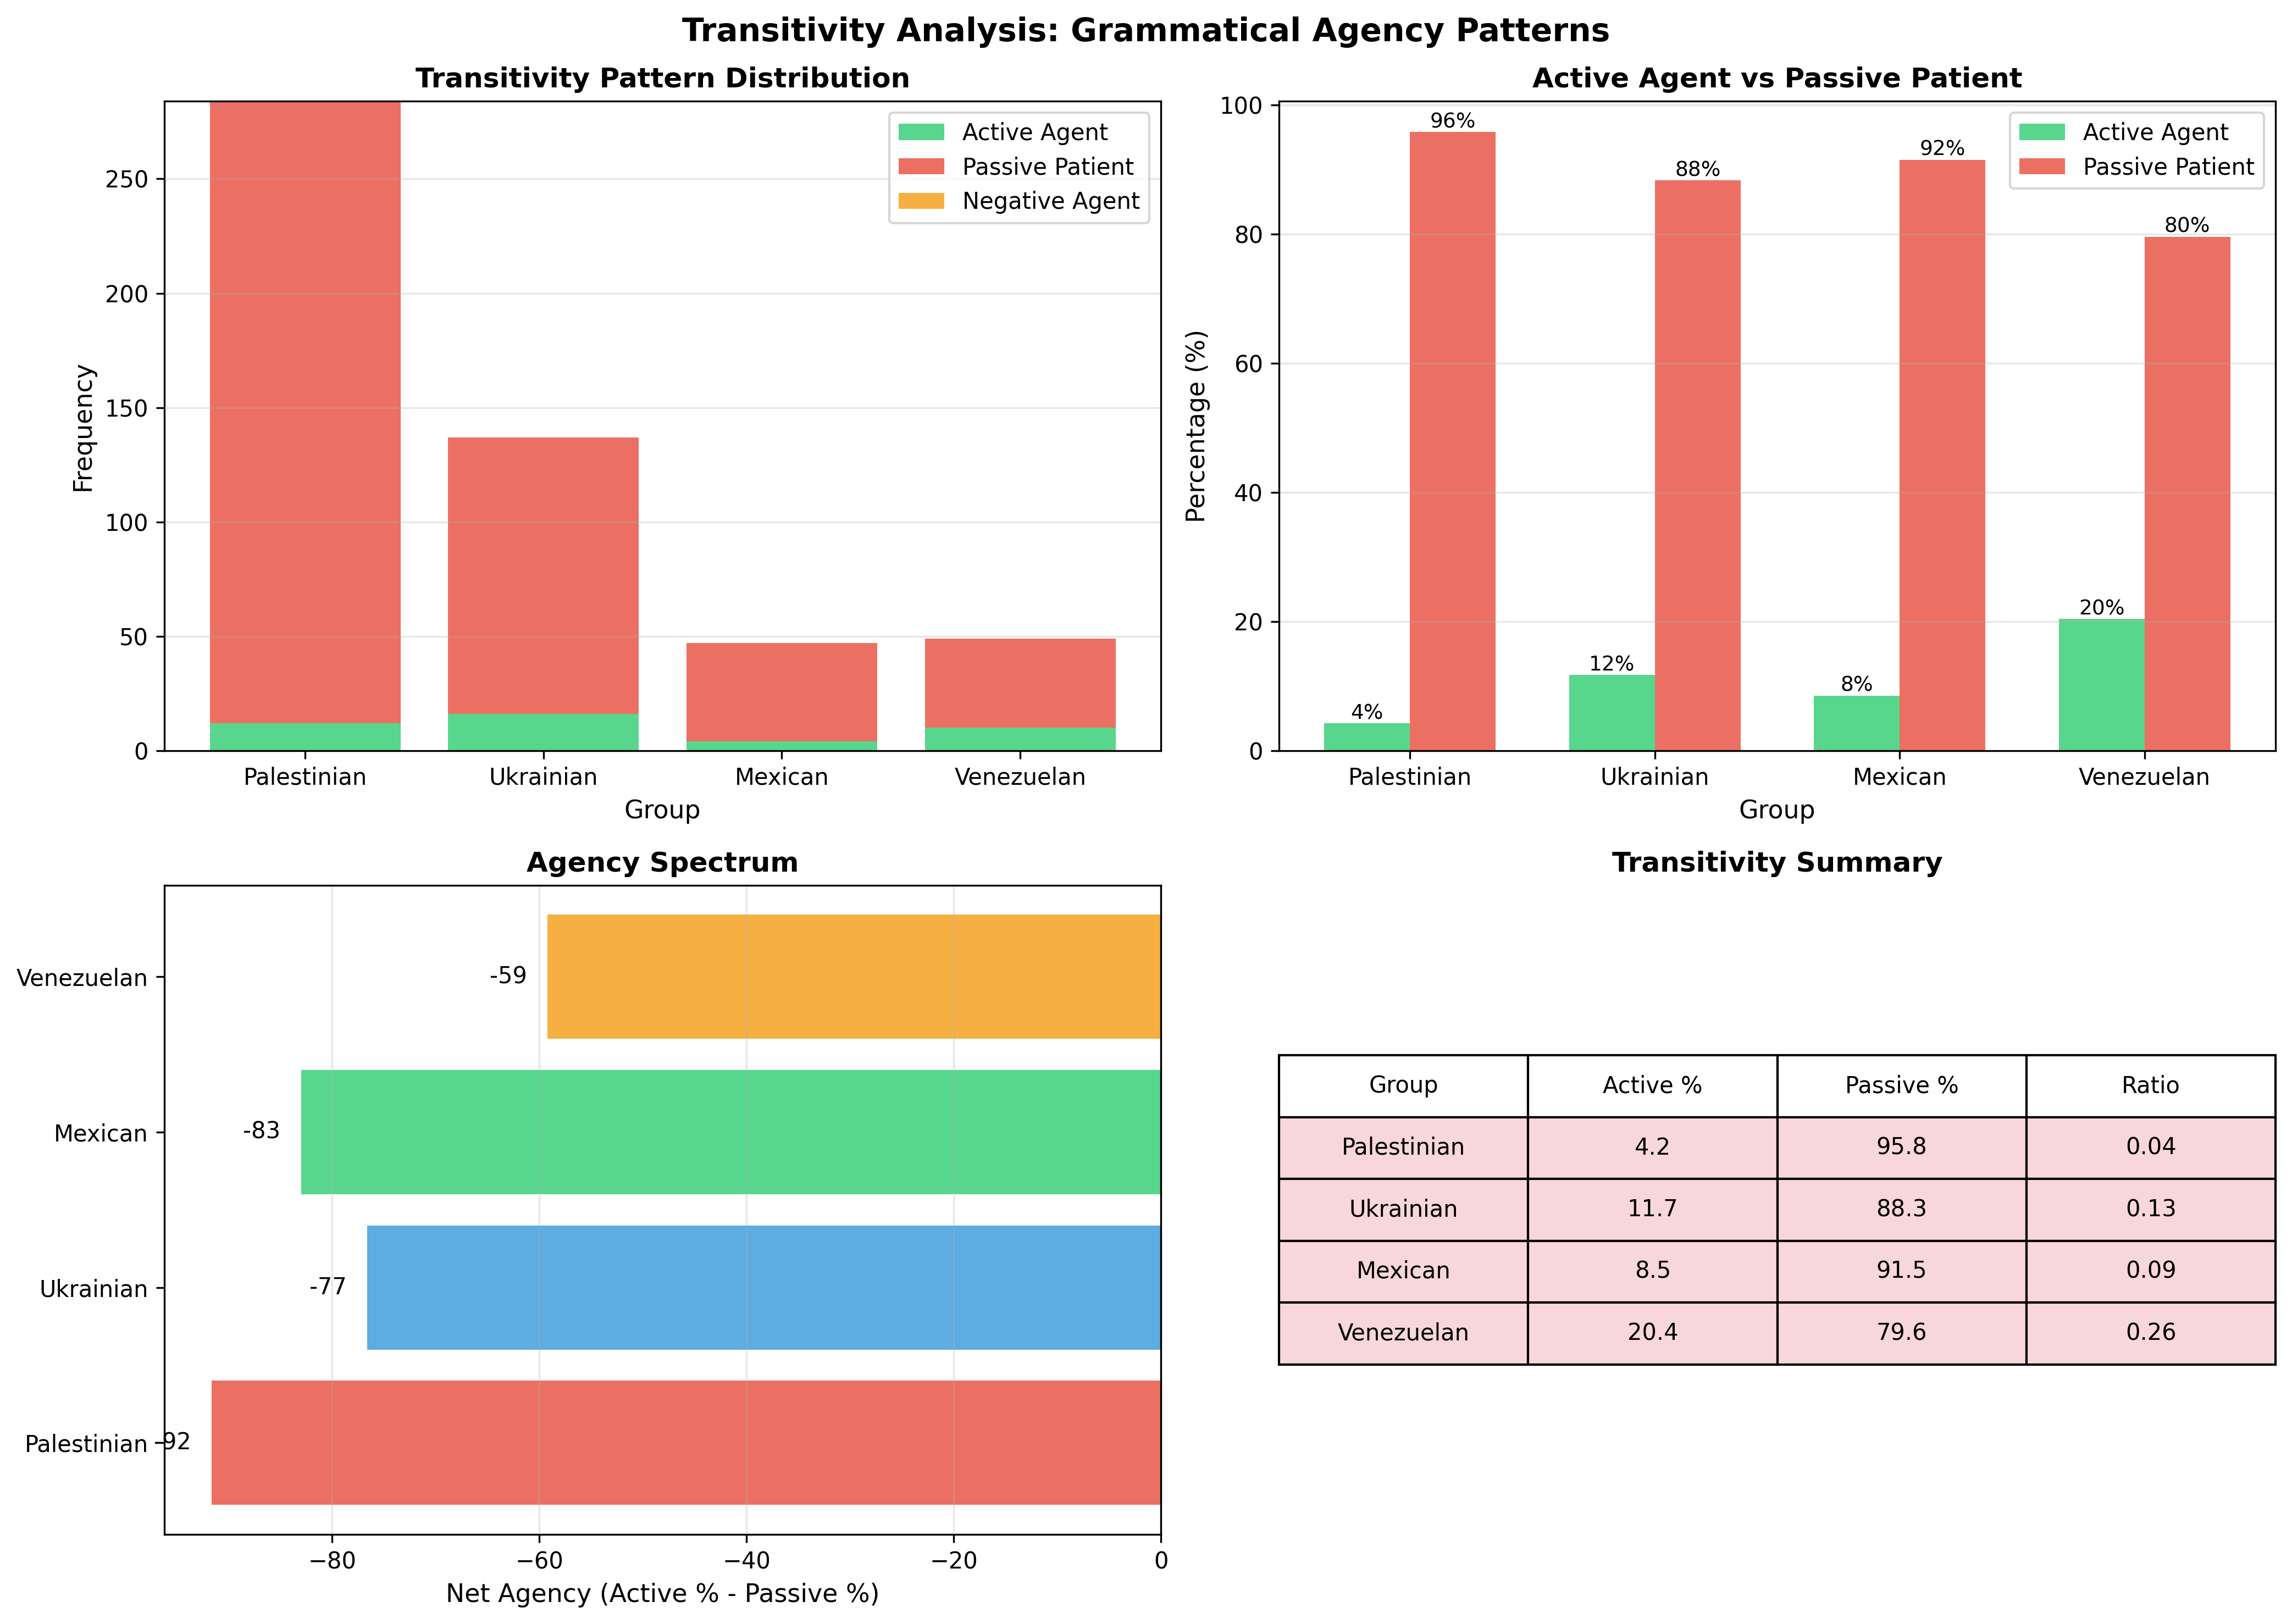 Transitivity Analysis: Grammatical Agency Patterns
Transitivity Pattern Distribution
Frequency
250
200
150
100
50
0
Active Agent
Passive Patient
Negative Agent
Palestinian Ukrainian Mexican Venezuelan
Group
Active Agent vs Passive Patient
Percentage (%)
100
80
60
40
20
0
Active Agent
Passive Patient
4% 96% 12% 88% 8% 92% 20% 80%
Palestinian Ukrainian Mexican Venezuelan
Group
Agency Spectrum
Venezuelan -59
Mexican -83
Ukrainian -77
Palestinian 92
−80 −60 −40 −20 0
Net Agency (Active % - Passive %)
Transitivity Summary
Group Active % Passive % Ratio
Palestinian 4.2 95.8 0.04
Ukrainian 11.7 88.3 0.13
Mexican 8.5 91.5 0.09
Venezuelan 20.4 79.6 0.26